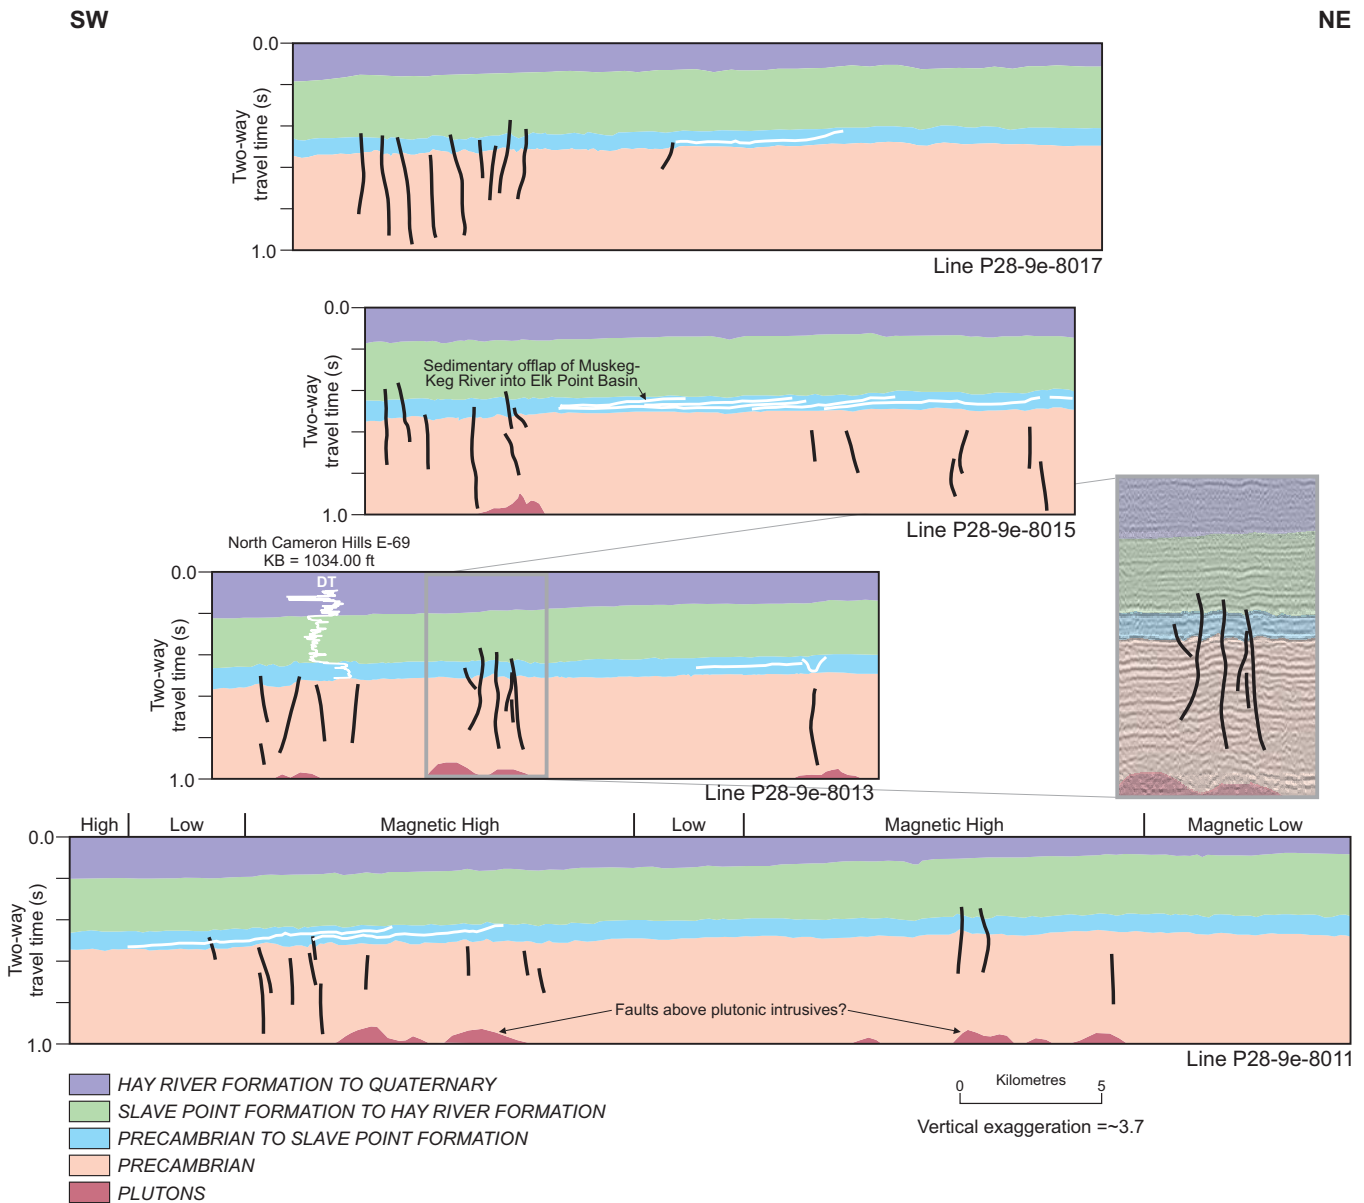 SW
NE
0.0
Two-way
travel time (s)
1.0
Line P28-9e-8017
0.0
Sedimentary offlap of Muskeg-
Keg River into Elk Point Basin
Two-way
travel time (s)
1.0
Line P28-9e-8015
North Cameron Hills E-69
KB = 1034.00 ft
0.0
DT
Two-way
travel time (s)
1.0
Line P28-9e-8013
High
Low
Magnetic High
Low
Magnetic High
Magnetic Low
0.0
Two-way
travel time (s)
Faults above plutonic intrusives?
1.0
Line P28-9e-8011
HAY RIVER FORMATION TO QUATERNARY
SLAVE POINT FORMATION TO HAY RIVER FORMATION
PRECAMBRIAN TO SLAVE POINT FORMATION
PRECAMBRIAN
PLUTONS
0 Kilometres 5
Vertical exaggeration =~3.7